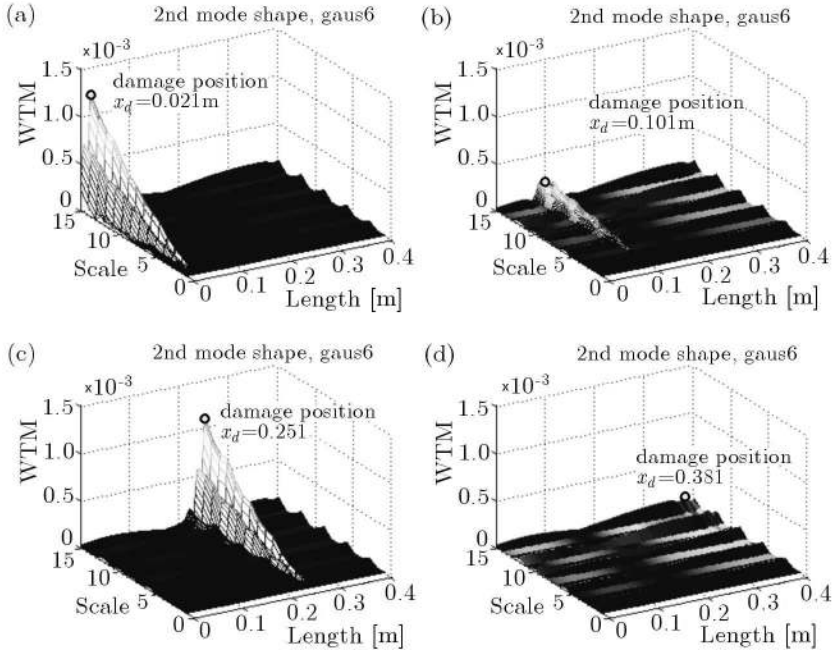 (a)
2nd mode shape, gaus6
×10⁻³
1.5
1.0
0.5
0
WTM
damage position
x_d=0.021m
15
10
5
0
Scale
0
0.1
0.2
0.3
0.4
Length [m]
(b)
2nd mode shape, gaus6
×10⁻³
1.5
1.0
0.5
0
WTM
damage position
x_d=0.101m
15
10
5
0
Scale
0
0.1
0.2
0.3
0.4
Length [m]
(c)
2nd mode shape, gaus6
×10⁻³
1.5
1.0
0.5
0
WTM
damage position
x_d=0.251
15
10
5
0
Scale
0
0.1
0.2
0.3
0.4
Length [m]
(d)
2nd mode shape, gaus6
×10⁻³
1.5
1.0
0.5
0
WTM
damage position
x_d=0.381
15
10
5
0
Scale
0
0.1
0.2
0.3
0.4
Length [m]